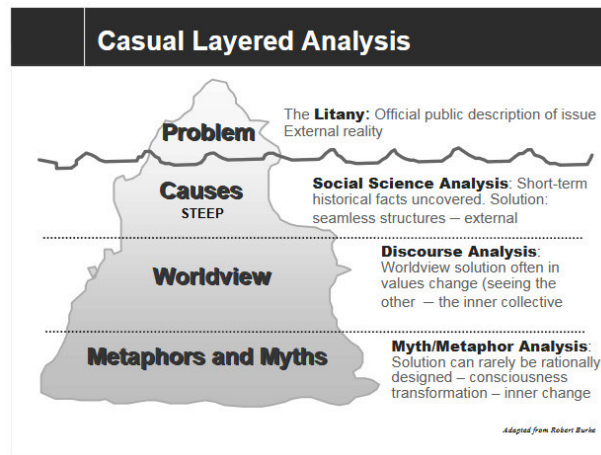 Casual Layered Analysis
Problem
The Litany: Official public description of issue
External reality
Causes
STEEP
Social Science Analysis: Short-term
historical facts uncovered. Solution:
seamless structures – external
Worldview
Discourse Analysis:
Worldview solution often in
values change (seeing the
other – the inner collective
Metaphors and Myths
Myth/Metaphor Analysis:
Solution can rarely be rationally
designed – consciousness
transformation – inner change
Adapted from Robert Burke